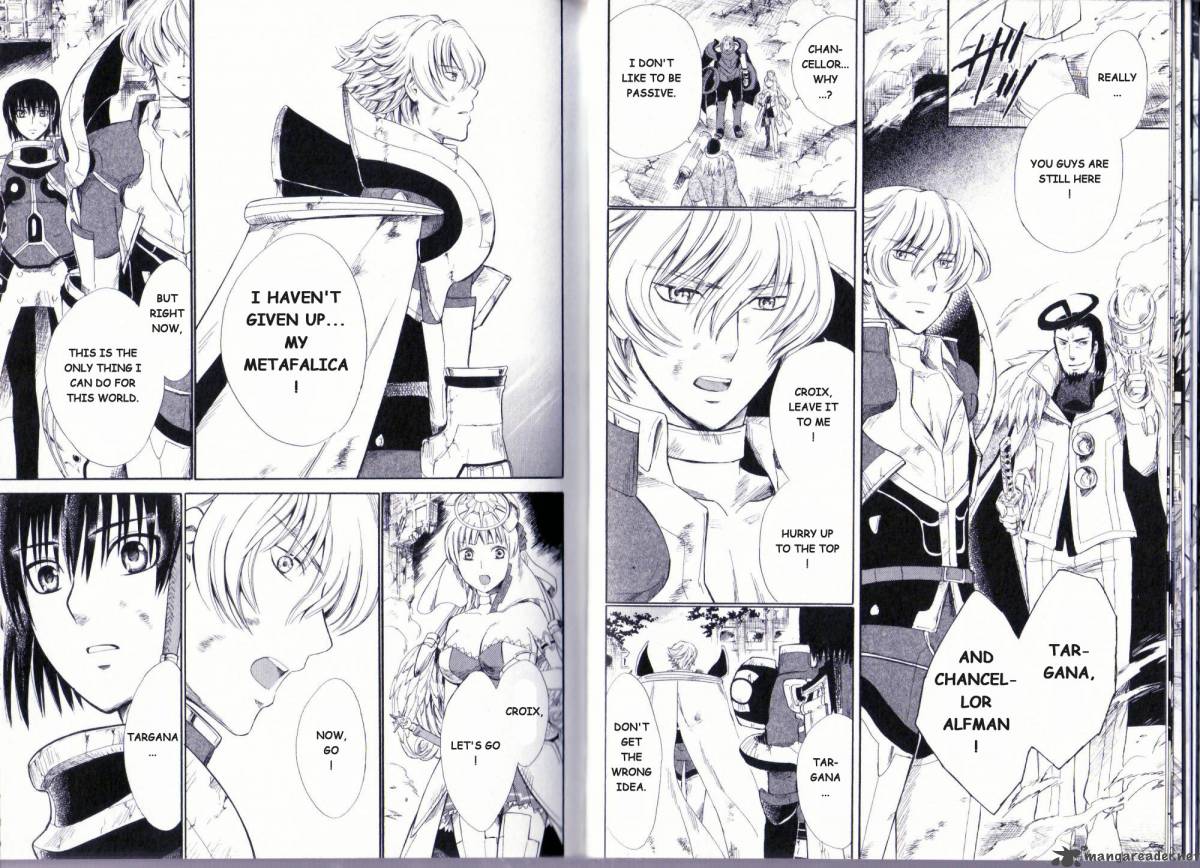 REALLY
...
YOU GUYS ARE
STILL HERE
!
TAR-
GANA,
AND
CHANCEL-
LOR
ALFMAN
!
CHAN-
CELLOR...
WHY
...?
I DON'T
LIKE TO BE
PASSIVE.
CROIX,
LEAVE IT
TO ME
!
HURRY UP
TO THE TOP
TAR-
GANA
...
DON'T
GET
THE
WRONG
IDEA.
I HAVEN'T
GIVEN UP...
MY
METAFALICA
!
BUT
RIGHT
NOW,
THIS IS THE
ONLY THING I
CAN DO FOR
THIS WORLD.
CROIX,
LET'S GO
NOW,
GO
!
TARGANA
...
mangareader.net